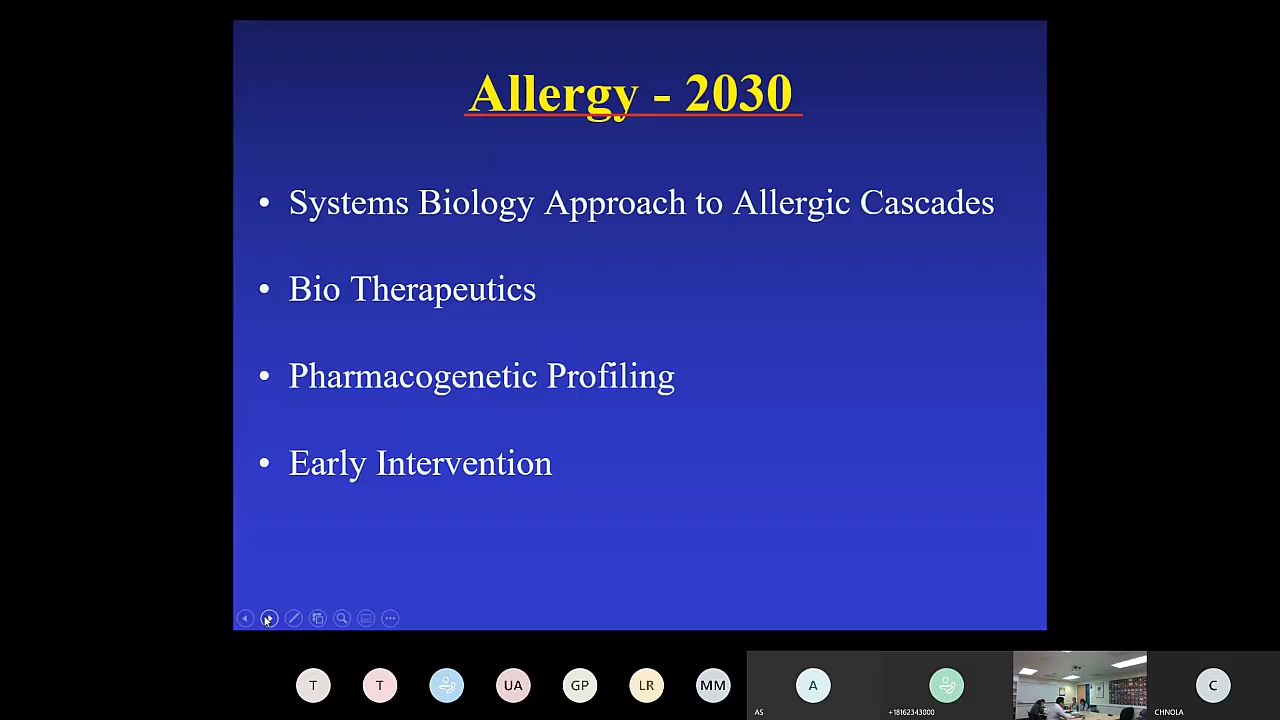 Allergy - 2030
• Systems Biology Approach to Allergic Cascades
• Bio Therapeutics
• Pharmacogenetic Profiling
• Early Intervention
T
T
UA
GP
LR
MM
A
C
AS
+18162343000
CHNOLA